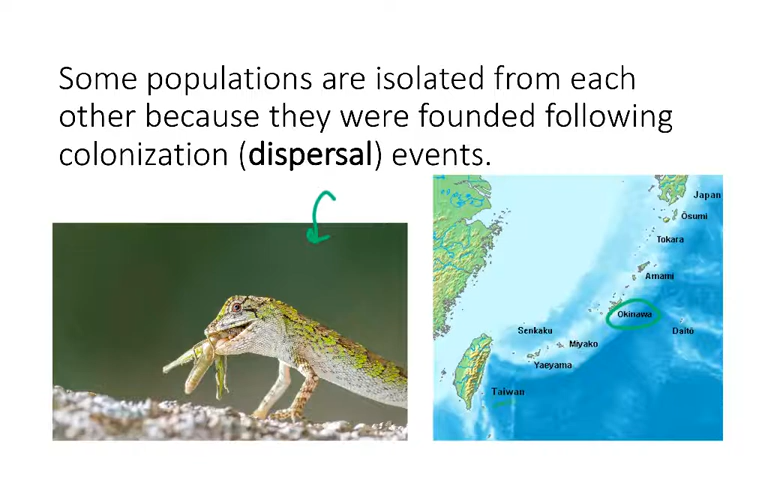 Some populations are isolated from each
other because they were founded following
colonization (dispersal) events.
Japan
Ōsumi
Tokara
Amami
Okinawa
Daitō
Senkaku
Miyako
Yaeyama
Taiwan